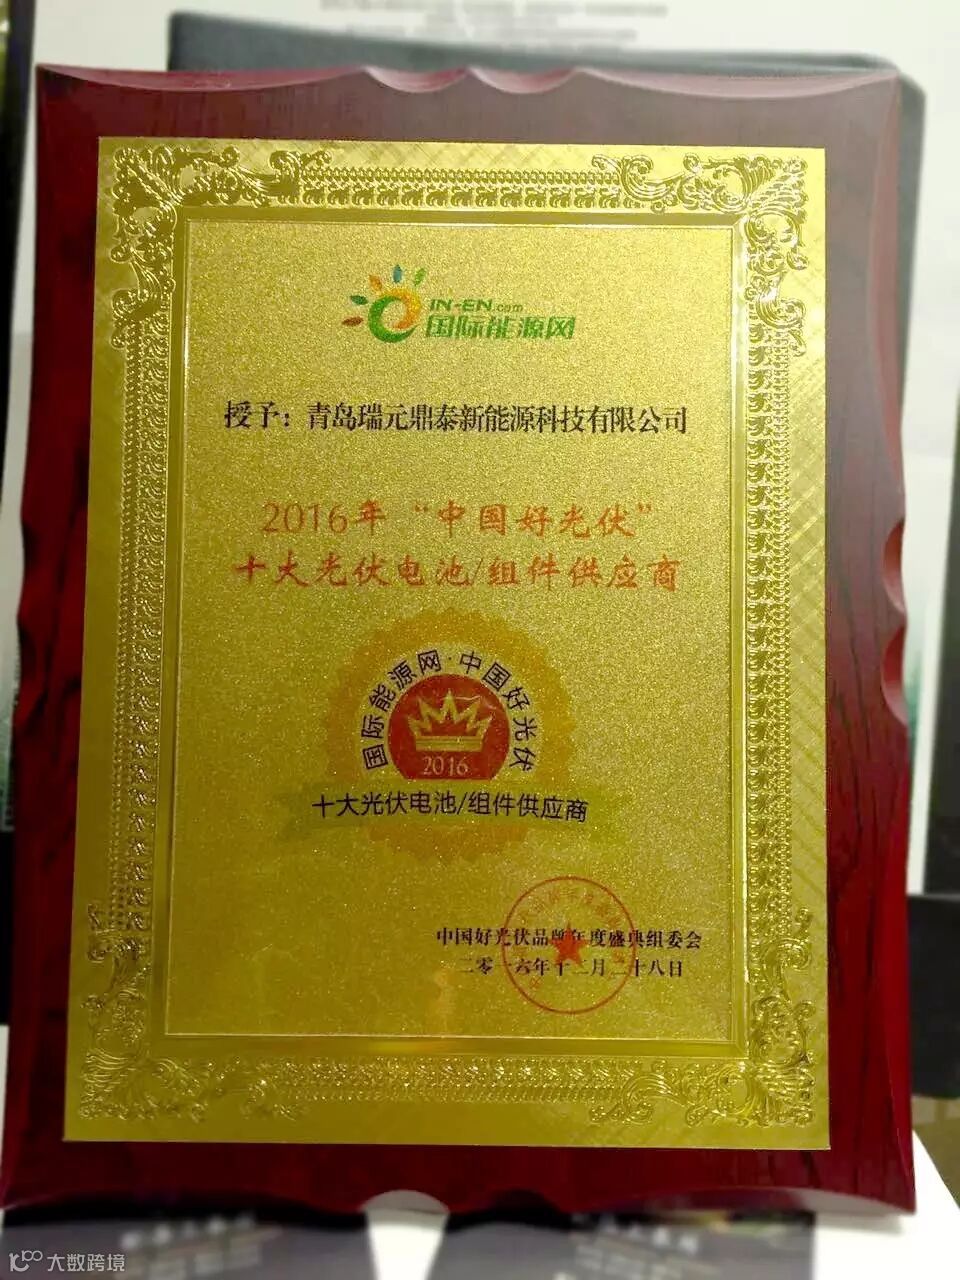 IN-EN.com
国际能源网
授予：青岛瑞元鼎泰新能源科技有限公司
2016年“中国好光伏”
十大光伏电池/组件供应商
国际能源网·中国好光伏
2016
十大光伏电池/组件供应商
中国好光伏品牌年度盛典组委会
二零一六年十二月二十八日
大数跨境